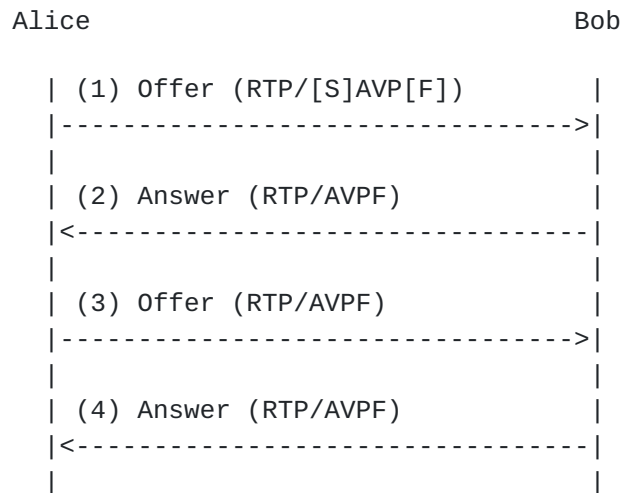 Alice Bob
| (1) Offer (RTP/[S]AVP[F]) |
|--------------------------------->|
| |
| (2) Answer (RTP/AVPF) |
|<---------------------------------|
| |
| (3) Offer (RTP/AVPF) |
|--------------------------------->|
| |
| (4) Answer (RTP/AVPF) |
|<---------------------------------|
| |